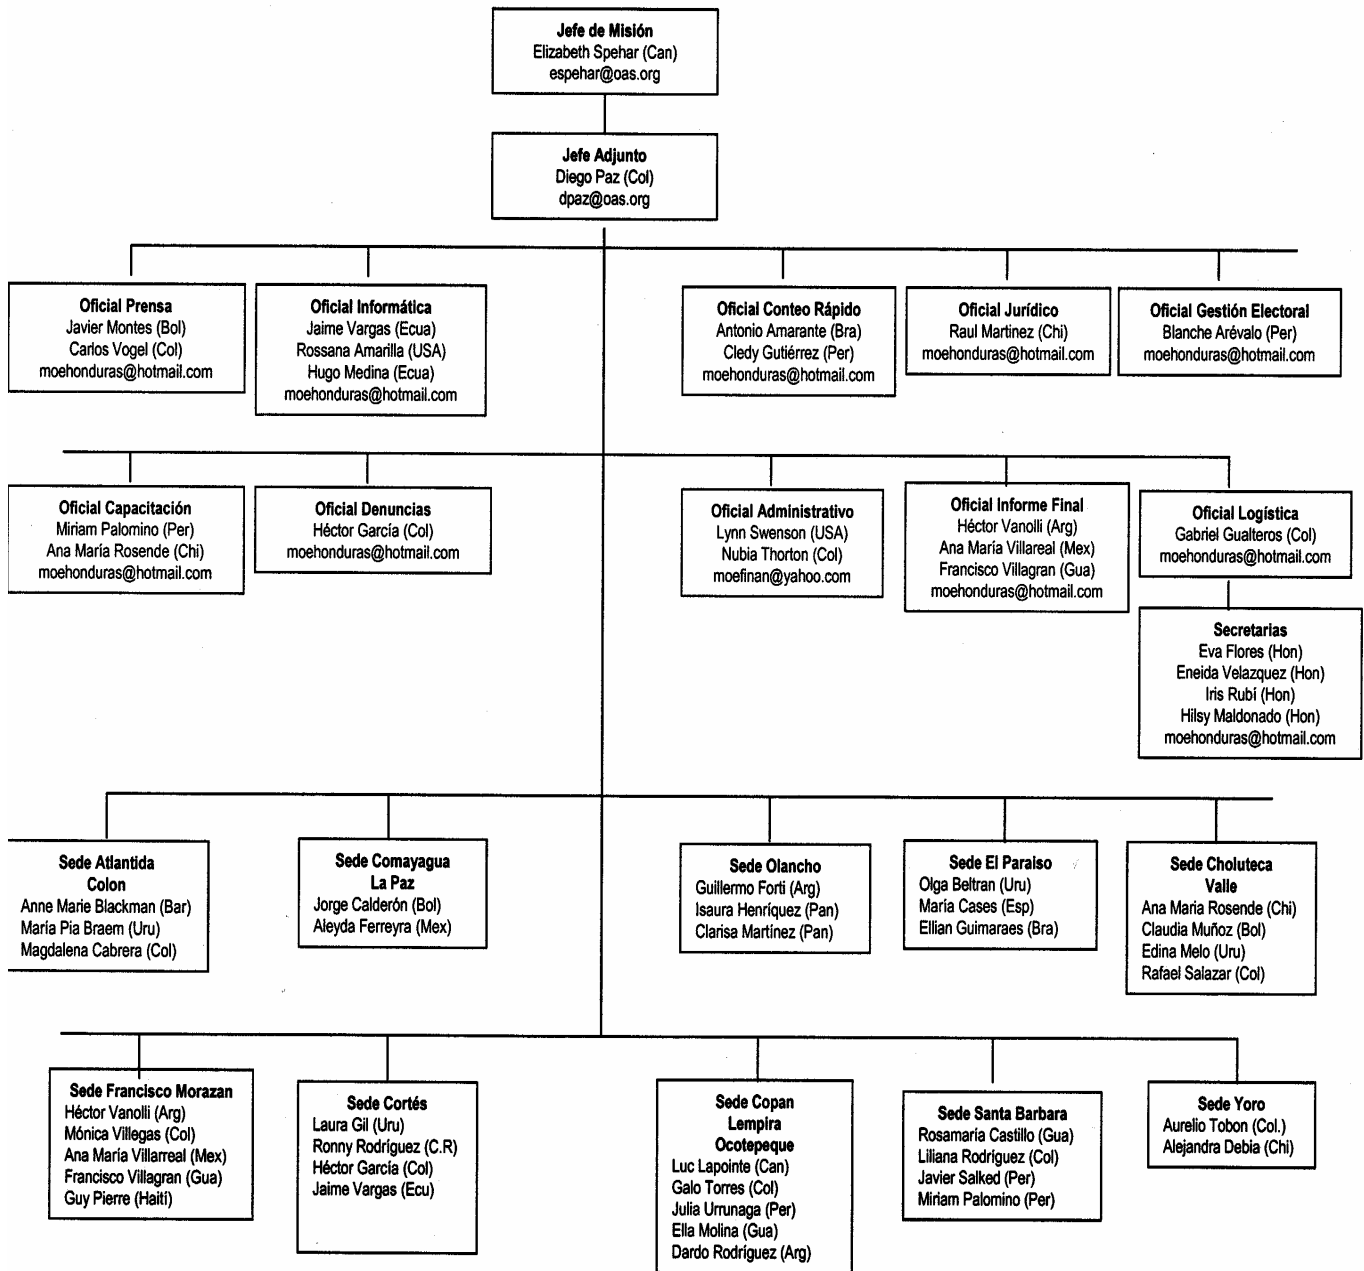 Jefe de Misión
Elizabeth Spehar (Can)
espehar@oas.org
Jefe Adjunto
Diego Paz (Col)
dpaz@oas.org
Oficial Prensa
Javier Montes (Bol)
Carlos Vogel (Col)
moehonduras@hotmail.com
Oficial Informática
Jaime Vargas (Ecua)
Rossana Amarilla (USA)
Hugo Medina (Ecua)
moehonduras@hotmail.com
Oficial Conteo Rápido
Antonio Amarante (Bra)
Cledy Gutiérrez (Per)
moehonduras@hotmail.com
Oficial Jurídico
Raul Martinez (Chi)
moehonduras@hotmail.com
Oficial Gestión Electoral
Blanche Arévalo (Per)
moehonduras@hotmail.com
Oficial Capacitación
Miriam Palomino (Per)
Ana María Rosende (Chi)
moehonduras@hotmail.com
Oficial Denuncias
Héctor García (Col)
moehonduras@hotmail.com
Oficial Administrativo
Lynn Swenson (USA)
Nubia Thorton (Col)
moefinan@yahoo.com
Oficial Informe Final
Héctor Vanolli (Arg)
Ana María Villareal (Mex)
Francisco Villagran (Gua)
moehonduras@hotmail.com
Oficial Logística
Gabriel Gualteros (Col)
moehonduras@hotmail.com
Secretarias
Eva Flores (Hon)
Eneida Velazquez (Hon)
Iris Rubí (Hon)
Hilsy Maldonado (Hon)
moehonduras@hotmail.com
Sede Atlantida
Colon
Anne Marie Blackman (Bar)
María Pia Braem (Uru)
Magdalena Cabrera (Col)
Sede Comayagua
La Paz
Jorge Calderón (Bol)
Aleyda Ferreyra (Mex)
Sede Olancho
Guillermo Forti (Arg)
Isaura Henríquez (Pan)
Clarisa Martínez (Pan)
Sede El Paraiso
Olga Beltran (Uru)
María Cases (Esp)
Ellian Guimaraes (Bra)
Sede Choluteca
Valle
Ana Maria Rosende (Chi)
Claudia Muñoz (Bol)
Edina Melo (Uru)
Rafael Salazar (Col)
Sede Francisco Morazan
Héctor Vanolli (Arg)
Mónica Villegas (Col)
Ana María Villarreal (Mex)
Francisco Villagran (Gua)
Guy Pierre (Haití)
Sede Cortés
Laura Gil (Uru)
Ronny Rodríguez (C.R)
Héctor García (Col)
Jaime Vargas (Ecu)
Sede Copan
Lempira
Ocotepeque
Luc Lapointe (Can)
Galo Torres (Col)
Julia Urrunaga (Per)
Ella Molina (Gua)
Dardo Rodríguez (Arg)
Sede Santa Barbara
Rosamaría Castillo (Gua)
Liliana Rodríguez (Col)
Javier Salked (Per)
Miriam Palomino (Per)
Sede Yoro
Aurelio Tobon (Col.)
Alejandra Debia (Chi)